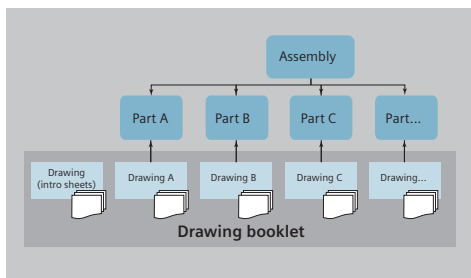 Assembly
Part A
Part B
Part C
Part...
Drawing
(intro sheets)
Drawing A
Drawing B
Drawing C
Drawing...
Drawing booklet